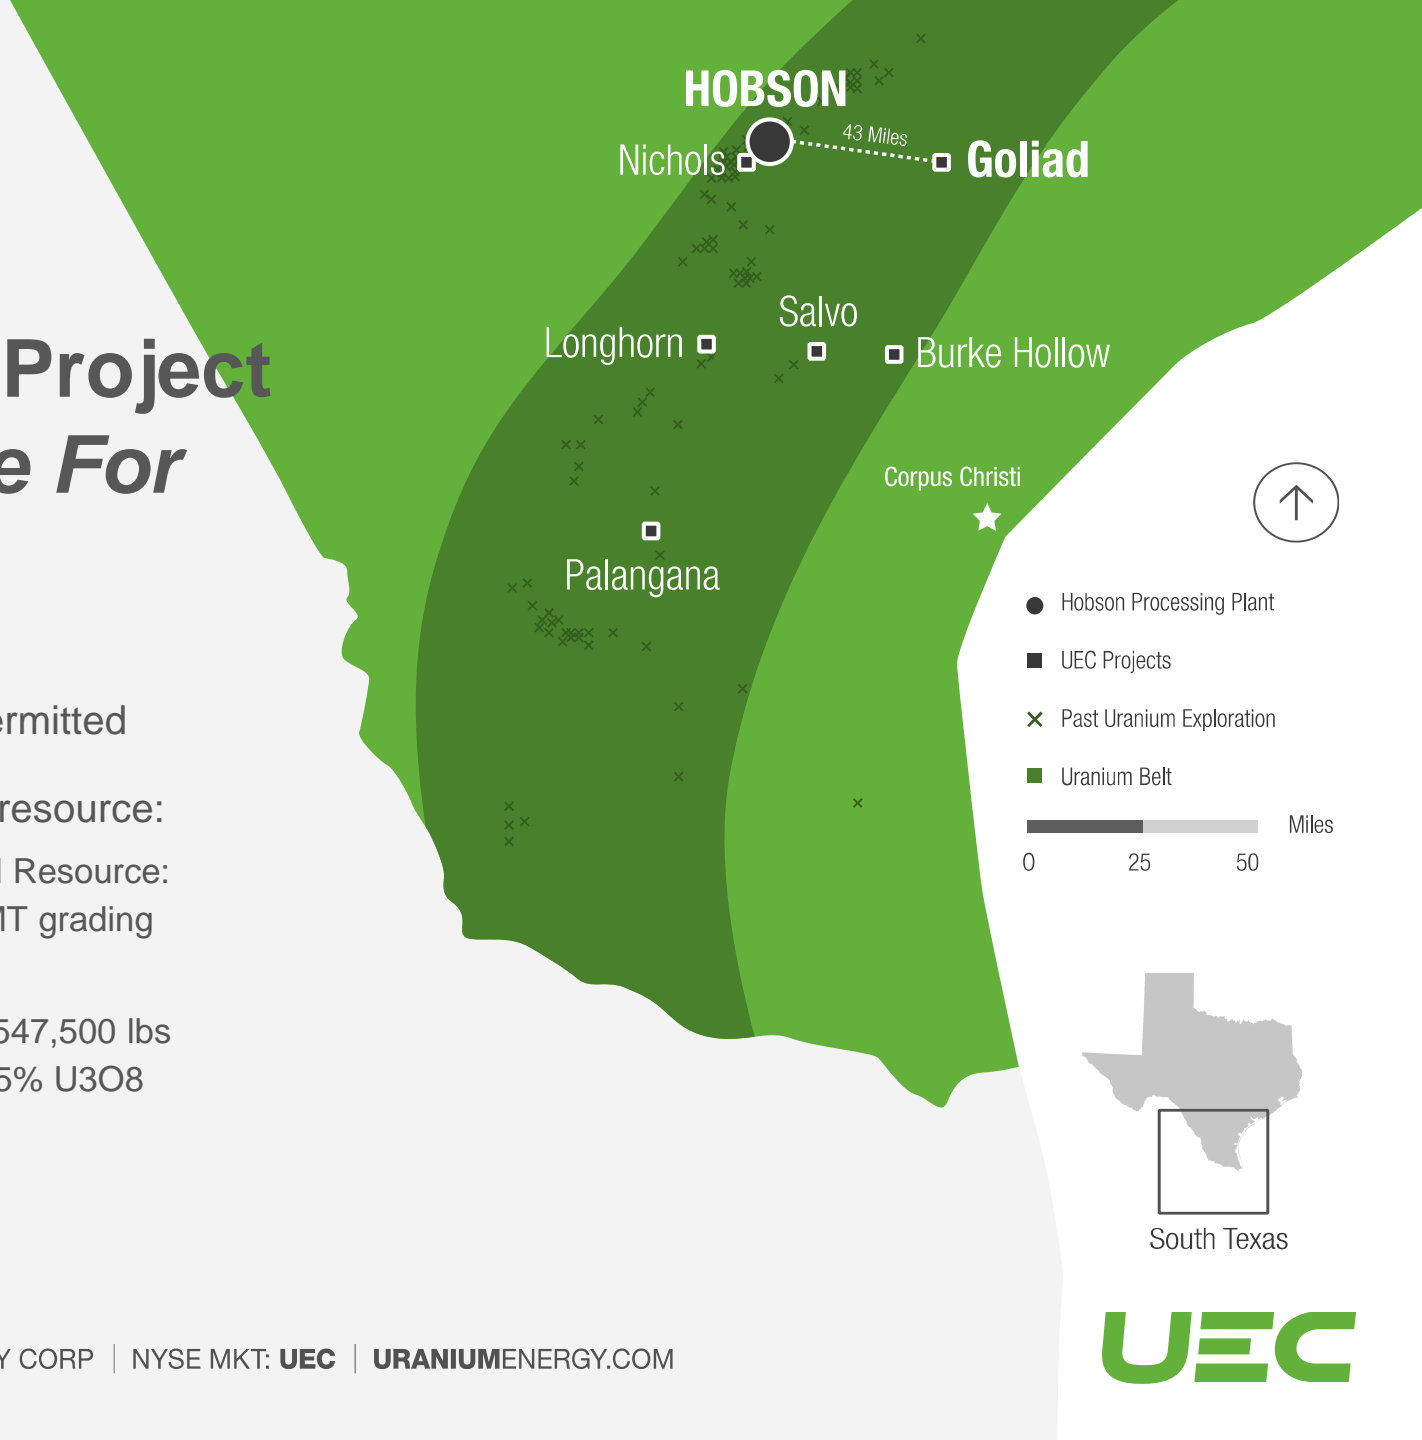 HOBSON
43 Miles
Nichols
Goliad
Salvo
Longhorn
Burke Hollow
Project
e For
Corpus Christi
Palangana
Hobson Processing Plant
UEC Projects
Past Uranium Exploration
Uranium Belt
Miles
0 25 50
ermitted
resource:
Resource:
MT grading
547,500 lbs
5% U3O8
South Texas
Y CORP | NYSE MKT: UEC | URANIUMENERGY.COM
UEC